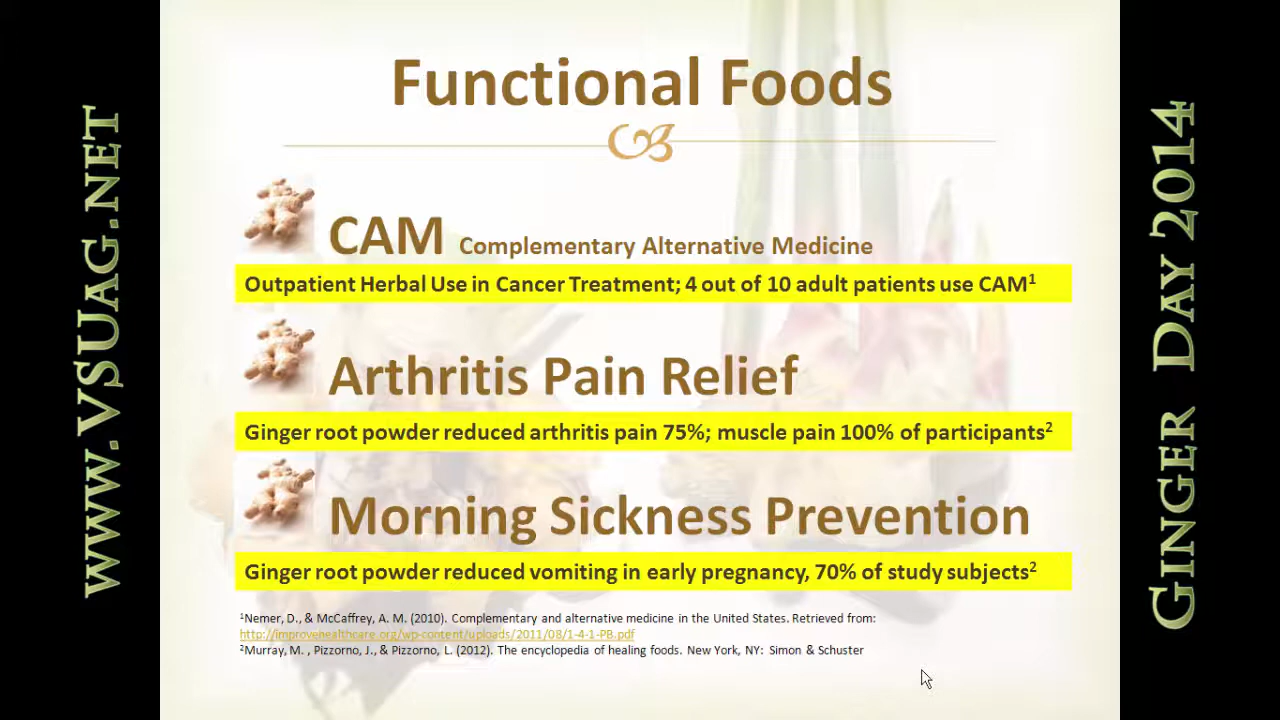 Functional Foods
CAM Complementary Alternative Medicine
Outpatient Herbal Use in Cancer Treatment; 4 out of 10 adult patients use CAM¹
Arthritis Pain Relief
Ginger root powder reduced arthritis pain 75%; muscle pain 100% of participants²
Morning Sickness Prevention
Ginger root powder reduced vomiting in early pregnancy, 70% of study subjects²
¹Nemer, D., & McCaffrey, A. M. (2010). Complementary and alternative medicine in the United States. Retrieved from:
http://improvehealthcare.org/wp-content/uploads/2011/08/1-4-1-PB.pdf
²Murray, M. , Pizzorno, J., & Pizzorno, L. (2012). The encyclopedia of healing foods. New York, NY: Simon & Schuster
WWW.VSUAG.NET
GINGER DAY 2014